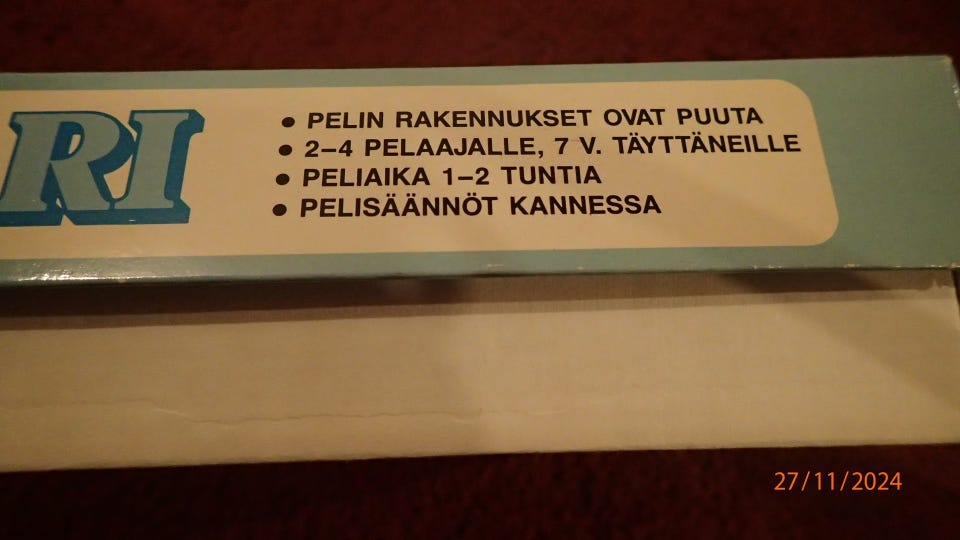 RI
● PELIN RAKENNUKSET OVAT PUUTA
● 2–4 PELAAJALLE, 7 V. TÄYTTÄNEILLE
● PELIAIKA 1–2 TUNTIA
● PELISÄÄNNÖT KANNESSA
27/11/2024